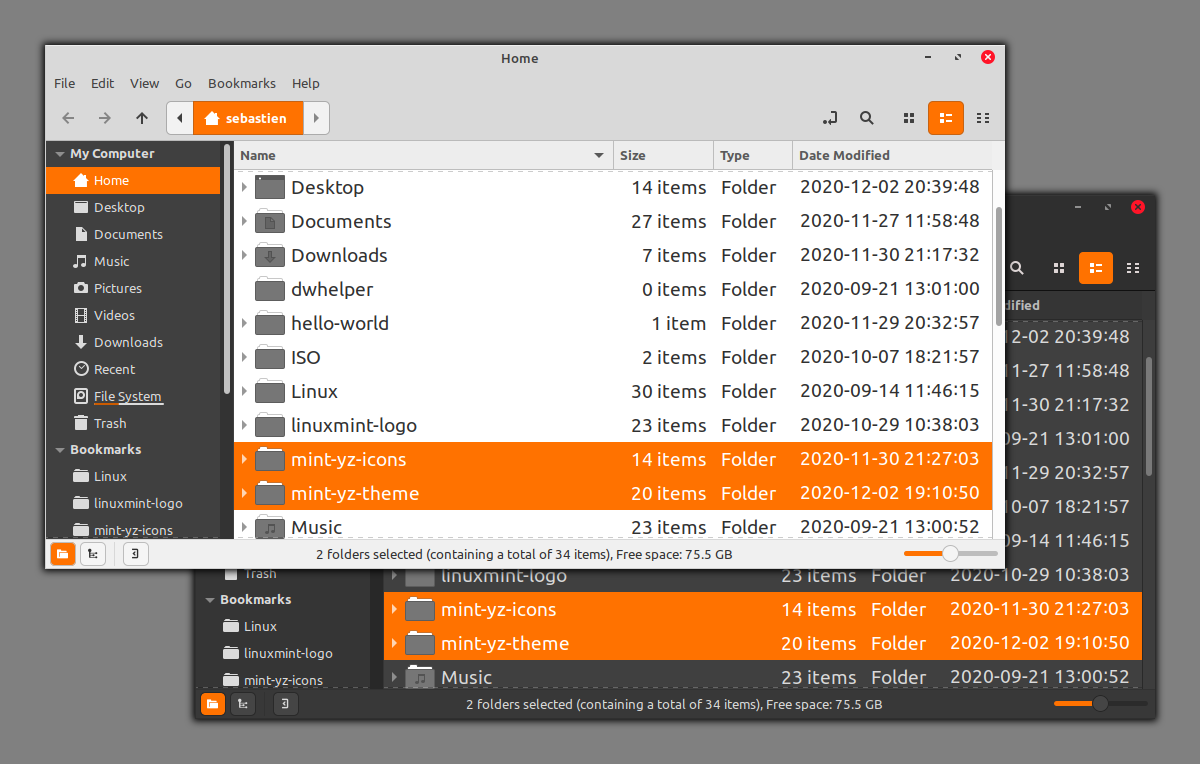 Home
File Edit View Go Bookmarks Help
sebastien
My Computer
Home
Desktop
Documents
Music
Pictures
Videos
Downloads
Recent
File System
Trash
Bookmarks
Linux
linuxmint-logo
mint-yz-icons
Name Size Type Date Modified
Desktop 14 items Folder 2020-12-02 20:39:48
Documents 27 items Folder 2020-11-27 11:58:48
Downloads 7 items Folder 2020-11-30 21:17:32
dwhelper 0 items Folder 2020-09-21 13:01:00
hello-world 1 item Folder 2020-11-29 20:32:57
ISO 2 items Folder 2020-10-07 18:21:57
Linux 30 items Folder 2020-09-14 11:46:15
linuxmint-logo 23 items Folder 2020-10-29 10:38:03
mint-yz-icons 14 items Folder 2020-11-30 21:27:03
mint-yz-theme 20 items Folder 2020-12-02 19:10:50
Music 23 items Folder 2020-09-21 13:00:52
2 folders selected (containing a total of 34 items), Free space: 75.5 GB
dified
12-02 20:39:48
11-27 11:58:48
11-30 21:17:32
09-21 13:01:00
11-29 20:32:57
10-07 18:21:57
09-14 11:46:15
Trash
Bookmarks
Linux
linuxmint-logo
mint-yz-icons
linuxmint-logo 23 items Folder 2020-10-29 10:38:03
mint-yz-icons 14 items Folder 2020-11-30 21:27:03
mint-yz-theme 20 items Folder 2020-12-02 19:10:50
Music 23 items Folder 2020-09-21 13:00:52
2 folders selected (containing a total of 34 items), Free space: 75.5 GB